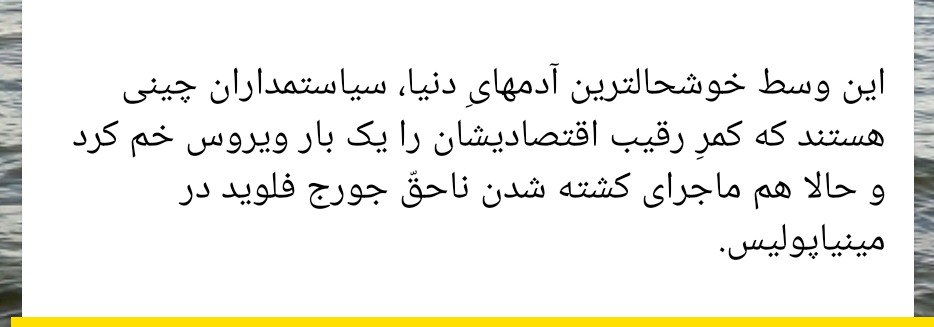 این وسط خوشحالترین آدمهایِ دنیا، سیاستمداران چینی
هستند که کمرِ رقیب اقتصادیشان را یک بار ویروس خم کرد
و حالا هم ماجرای کشته شدن ناحقّ جورج فلوید در
مینیاپولیس.